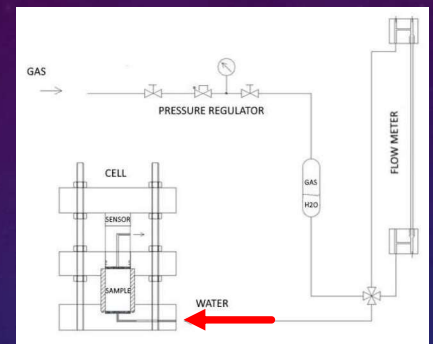 GAS
PRESSURE REGULATOR
FLOW METER
CELL
GAS
H2O
SENSOR
SAMPLE
WATER